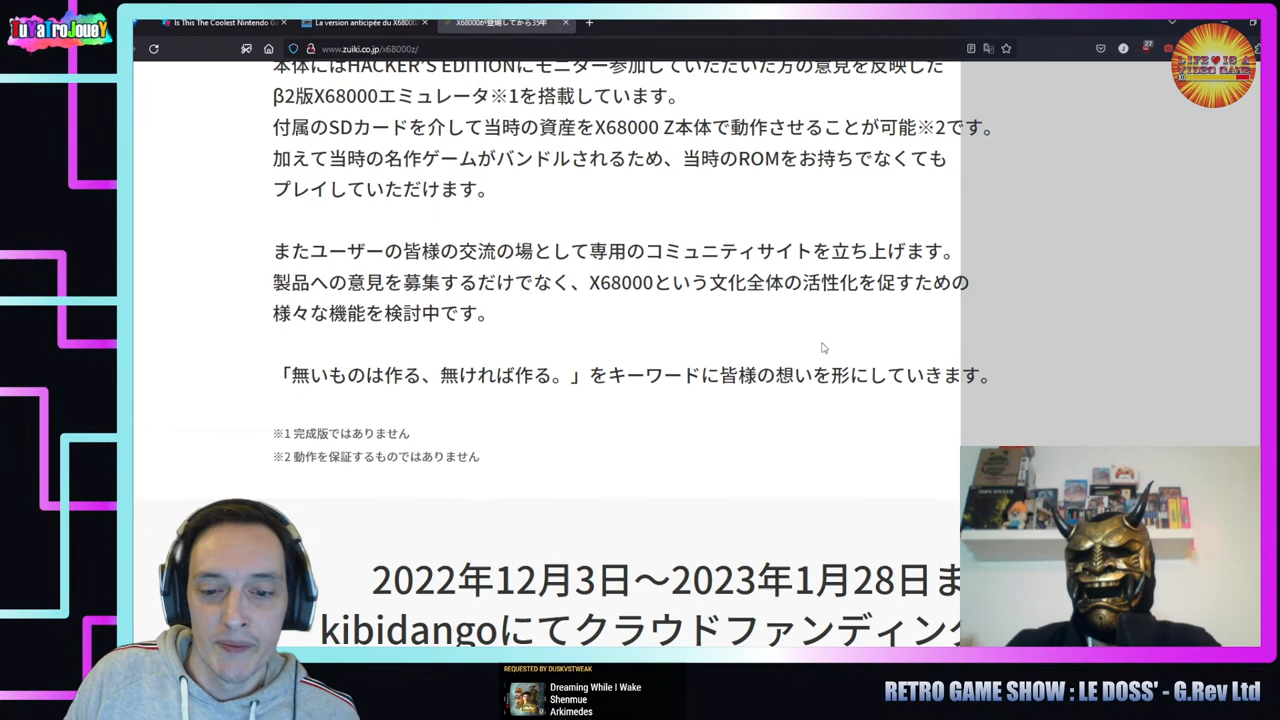 TuYaTroJoueY
Is This The Coolest Nintendo G
La version anticipée du X68000
X68000が登場してから35年
www.zuiki.co.jp/x68000z/
27
LIFE IS A
VIDEO GAME
本体にはHACKER'S EDITIONにモニター参加していただいた方の意見を反映した
β2版X68000エミュレータ※1を搭載しています。
付属のSDカードを介して当時の資産をX68000 Z本体で動作させることが可能※2です。
加えて当時の名作ゲームがバンドルされるため、当時のROMをお持ちでなくても
プレイしていただけます。
またユーザーの皆様の交流の場として専用のコミュニティサイトを立ち上げます。
製品への意見を募集するだけでなく、X68000という文化全体の活性化を促すための
様々な機能を検討中です。
「無いものは作る、無ければ作る。」をキーワードに皆様の想いを形にしていきます。
※1 完成版ではありません
※2 動作を保証するものではありません
2022年12月3日～2023年1月28日ま
kibidangoにてクラウドファンディング
REQUESTED BY DUSKVSTWEAK
Dreaming While I Wake
Shenmue
Arkimedes
RETRO GAME SHOW : LE DOSS' - G.Rev Ltd